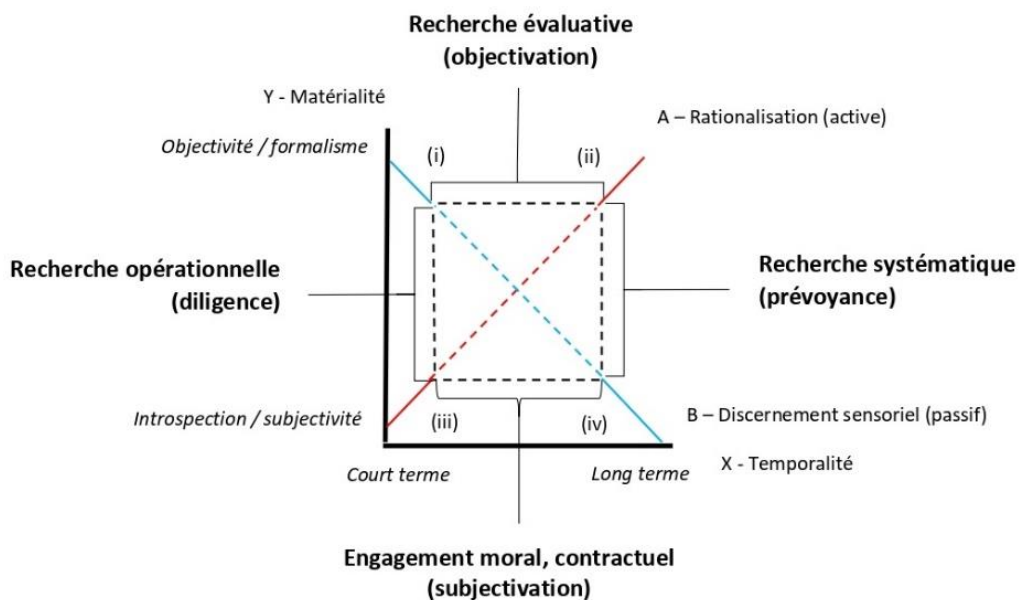 Recherche évaluative
(objectivation)
Y - Matérialité
A – Rationalisation (active)
Objectivité / formalisme
(i)
(ii)
Recherche opérationnelle
(diligence)
Recherche systématique
(prévoyance)
Introspection / subjectivité
(iii)
(iv)
B – Discernement sensoriel (passif)
Court terme
Long terme
X - Temporalité
Engagement moral, contractuel
(subjectivation)